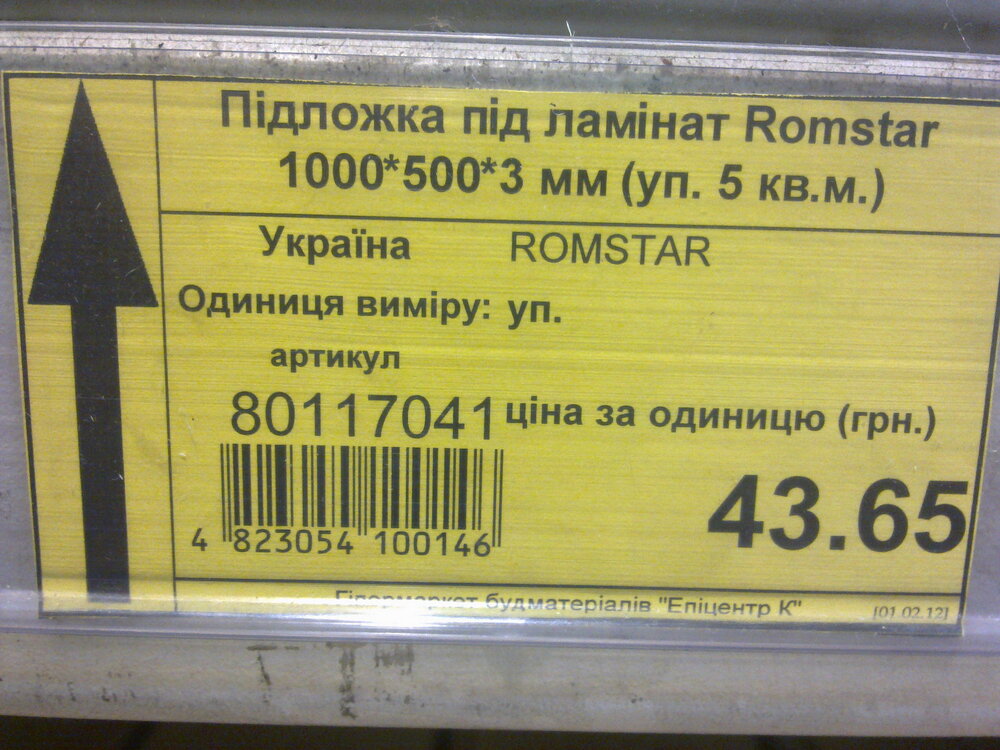 Підложка під ламінат Romstar
1000*500*3 мм (уп. 5 кв.м.)
Україна ROMSTAR
Одиниця виміру: уп.
артикул
80117041 ціна за одиницю (грн.)
43.65
4 823054 100146
Гіпермаркет будматеріалів "Епіцентр К" [01.02.12]